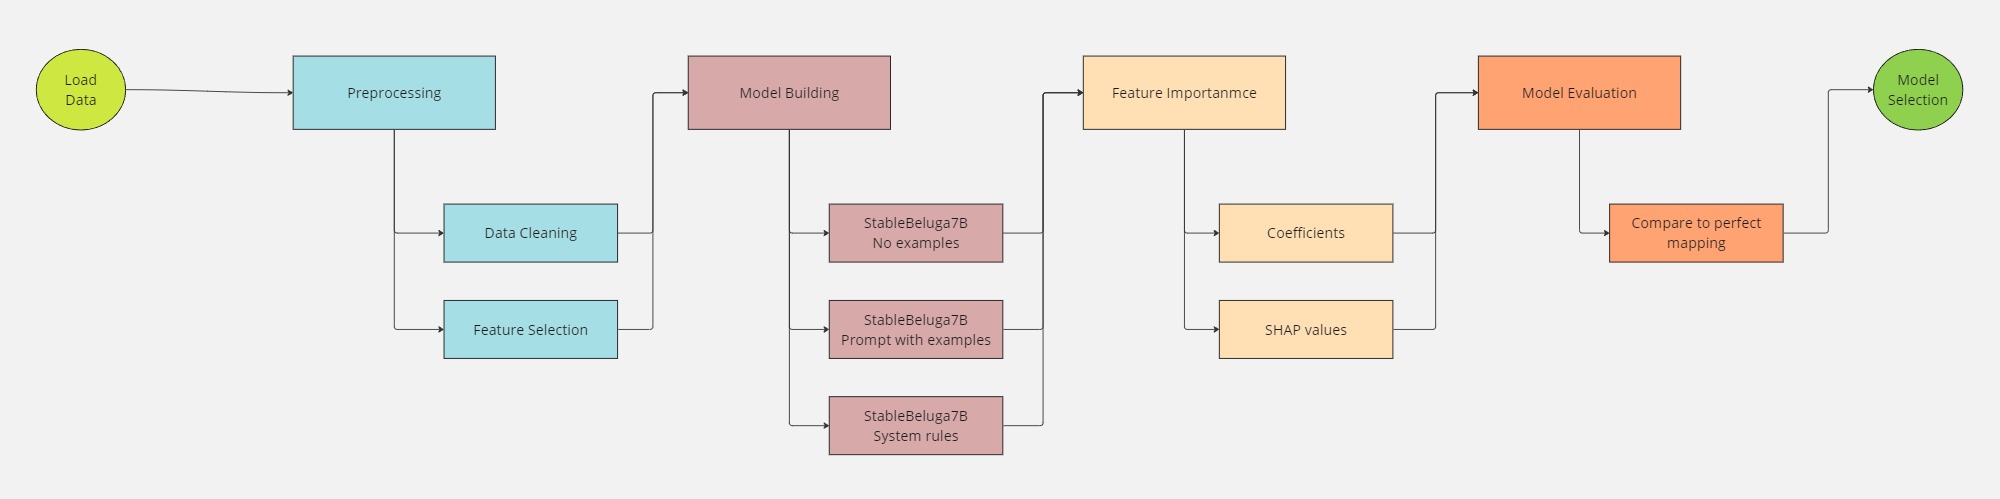 Load
Data
Preprocessing
Data Cleaning
Feature Selection
Model Building
StableBeluga7B
No examples
StableBeluga7B
Prompt with examples
StableBeluga7B
System rules
Feature Importanmce
Coefficients
SHAP values
Model Evaluation
Compare to perfect
mapping
Model
Selection